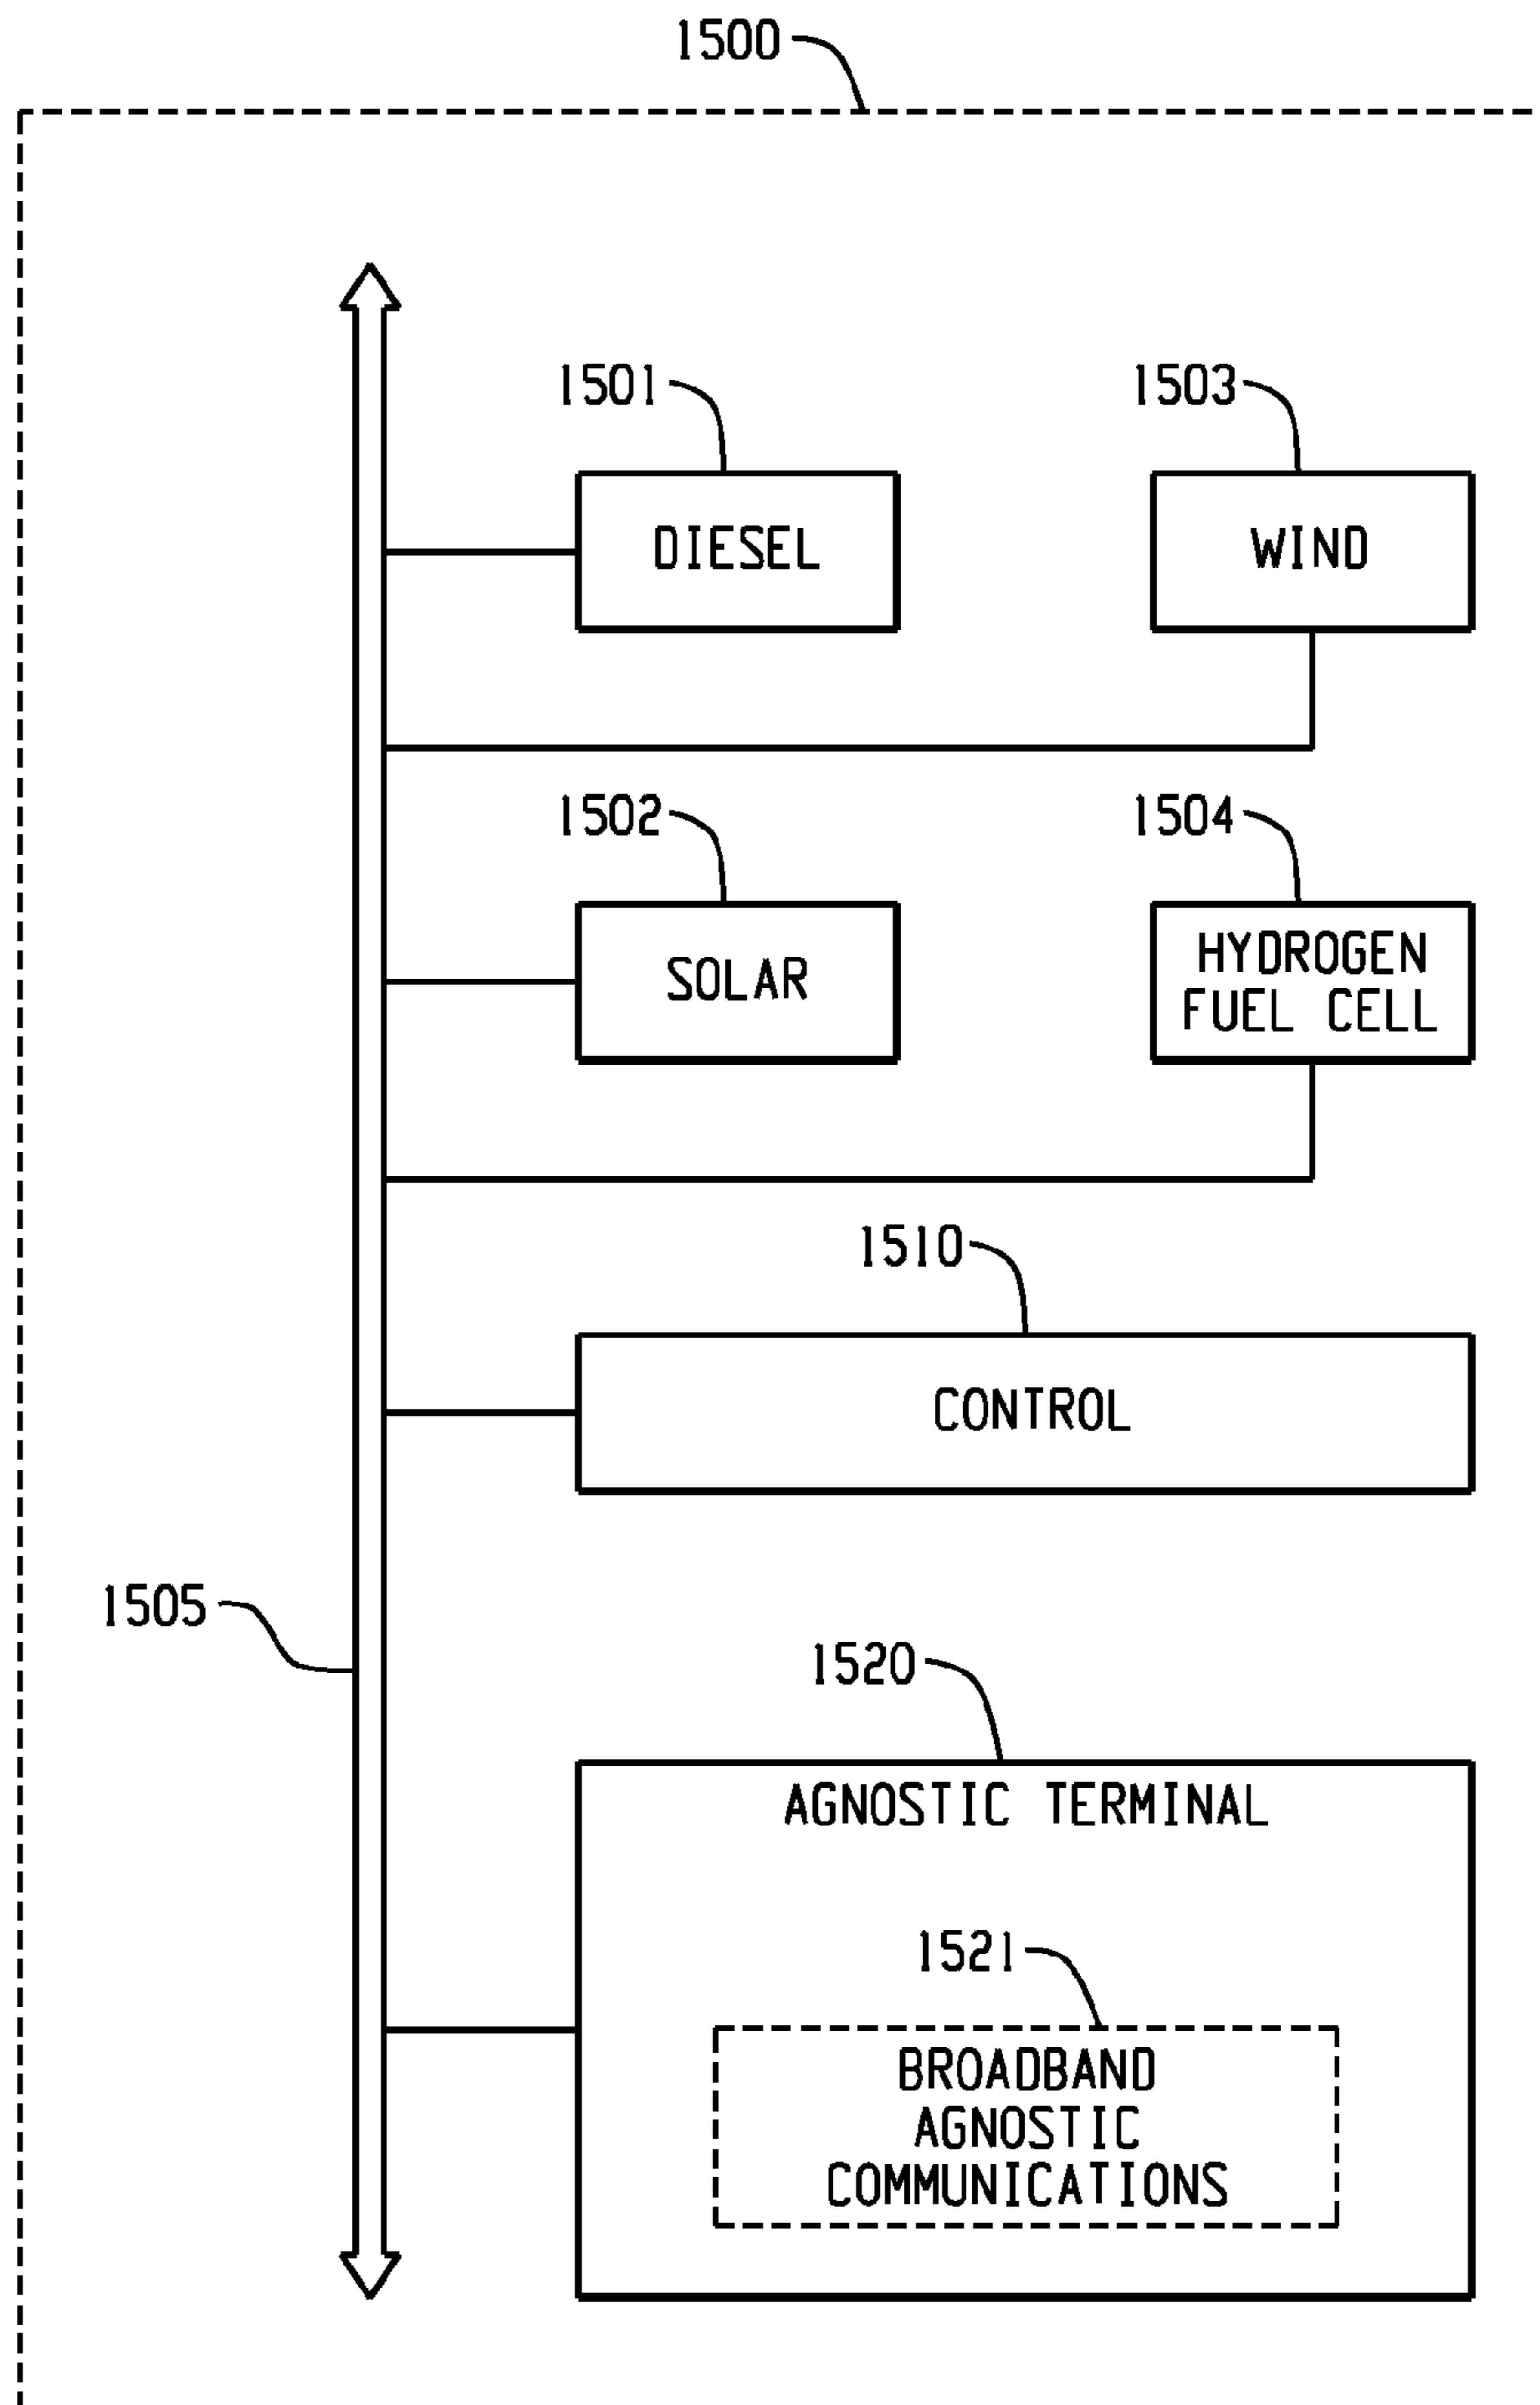 1500
1501
1503
DIESEL
WIND
1502
1504
SOLAR
HYDROGEN
FUEL CELL
1510
CONTROL
1505
1520
AGNOSTIC TERMINAL
1521
BROADBAND
AGNOSTIC
COMMUNICATIONS